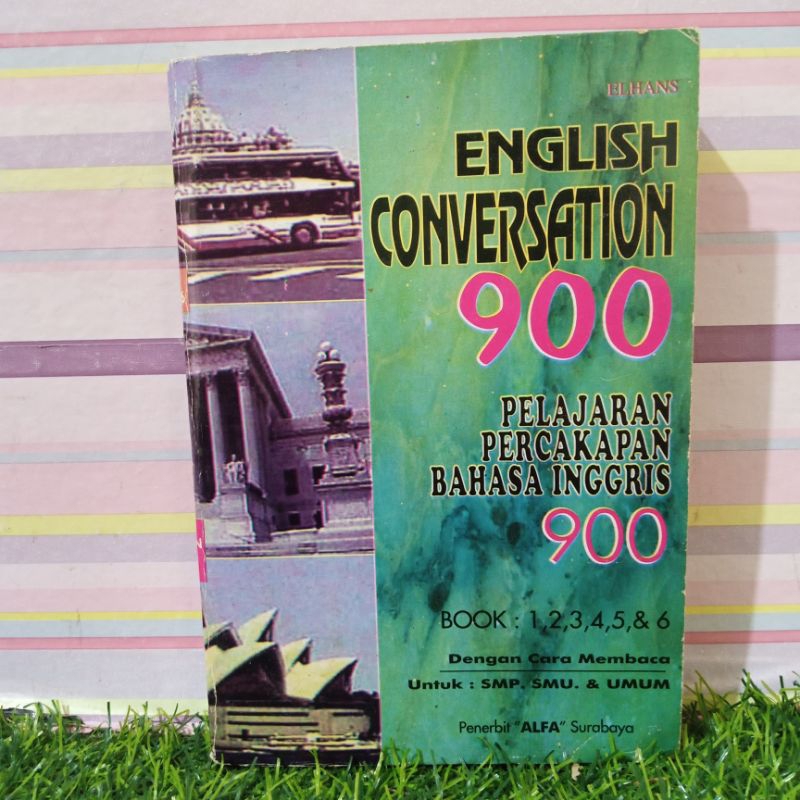 ELHANS
ENGLISH
CONVERSATION
900
PELAJARAN
PERCAKAPAN
BAHASA INGGRIS
900
BOOK : 1,2,3,4,5,& 6
Dengan Cara Membaca
Untuk : SMP. SMU. & UMUM
Penerbit "ALFA" Surabaya